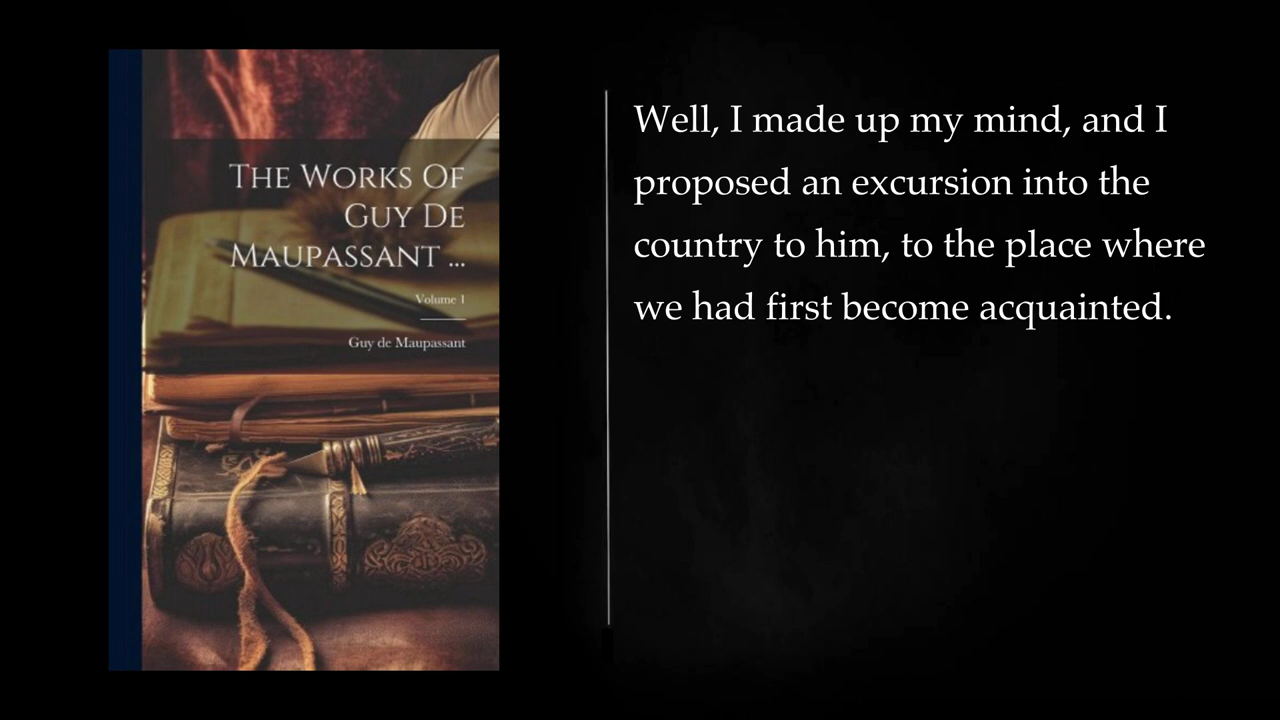 The Works Of
Guy De
Maupassant ...
Volume 1
Guy de Maupassant
Well, I made up my mind, and I
proposed an excursion into the
country to him, to the place where
we had first become acquainted.